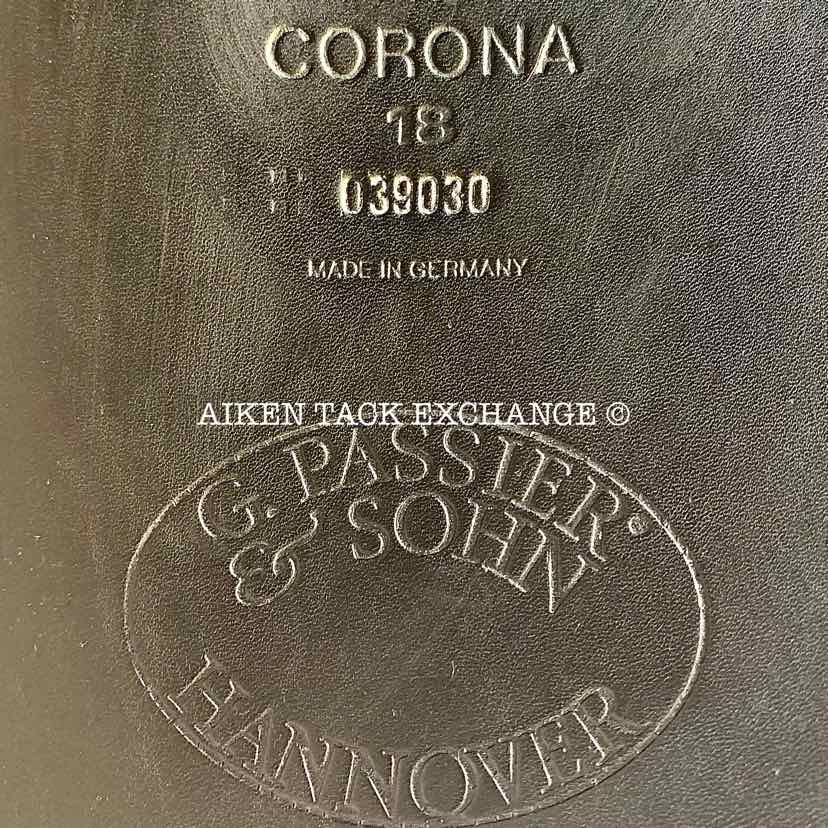 CORONA
18
039030
MADE IN GERMANY
AIKEN TACK EXCHANGE ©
G. PASSIER®
& SOHN
HANNOVER